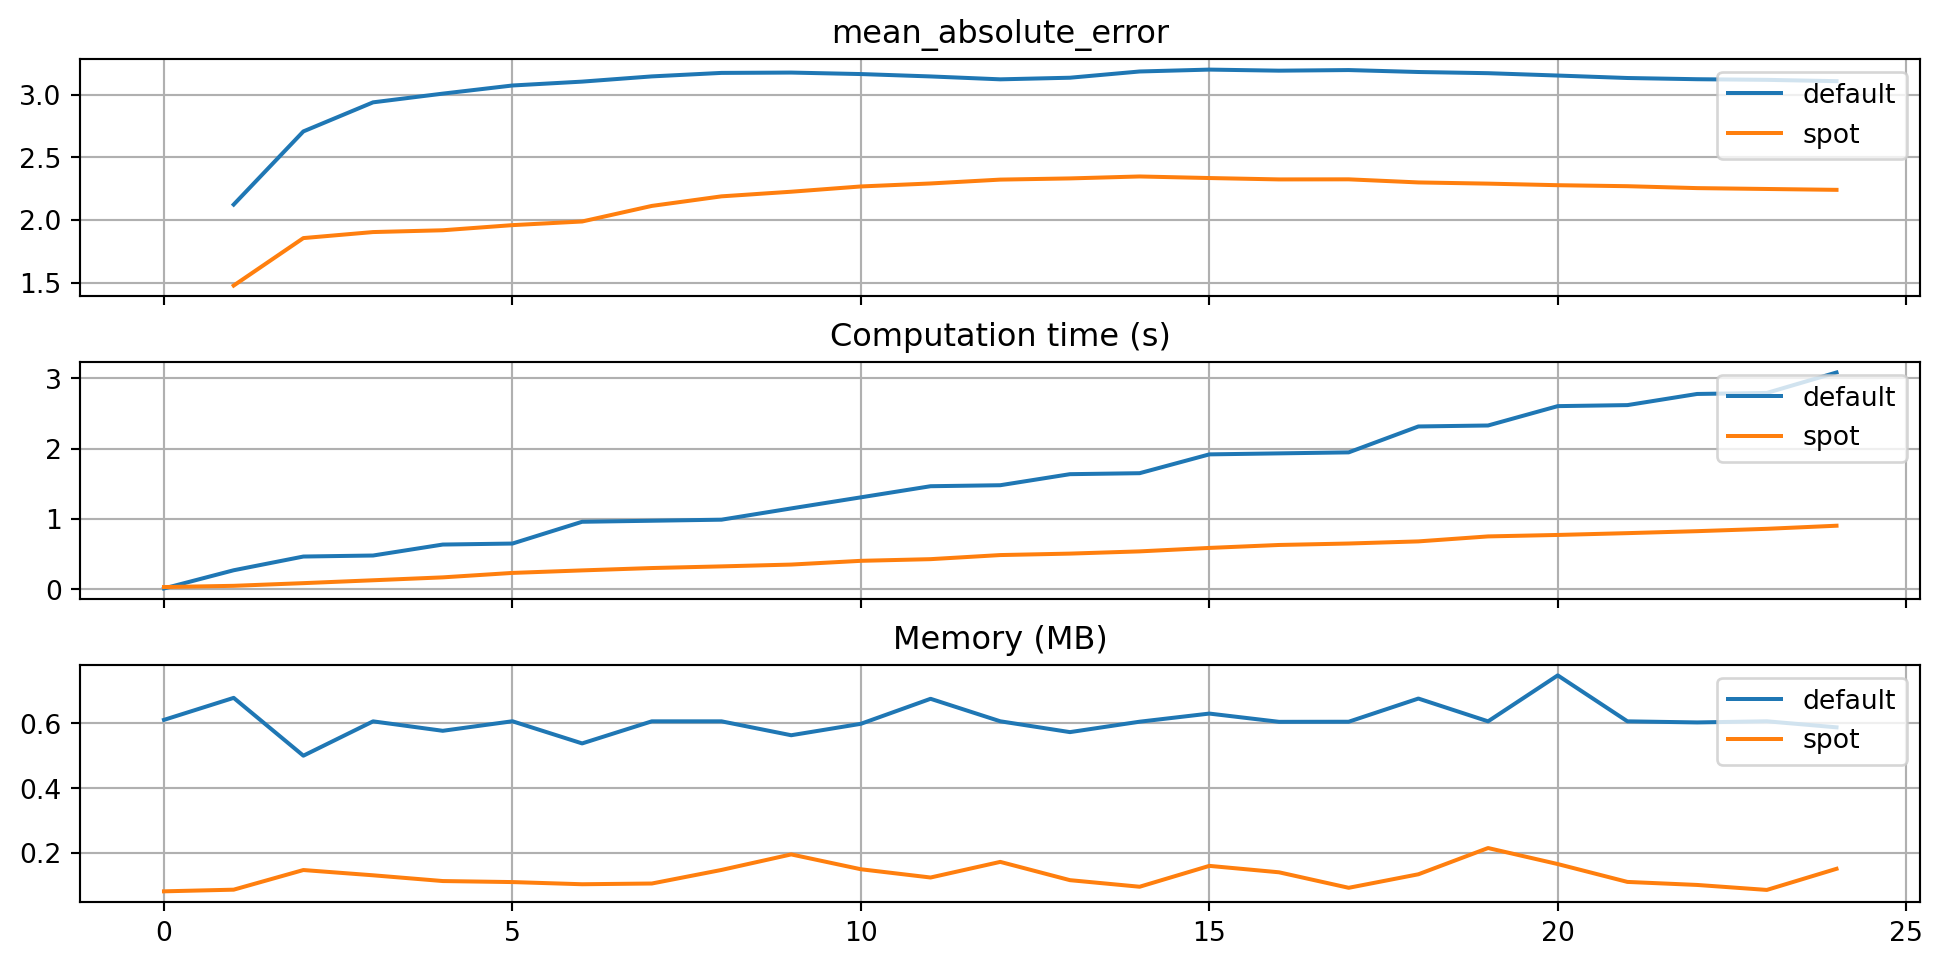 mean_absolute_error
3.0
2.5
2.0
1.5
default
spot
Computation time (s)
3
2
1
0
default
spot
Memory (MB)
0.6
0.4
0.2
default
spot
0 5 10 15 20 25